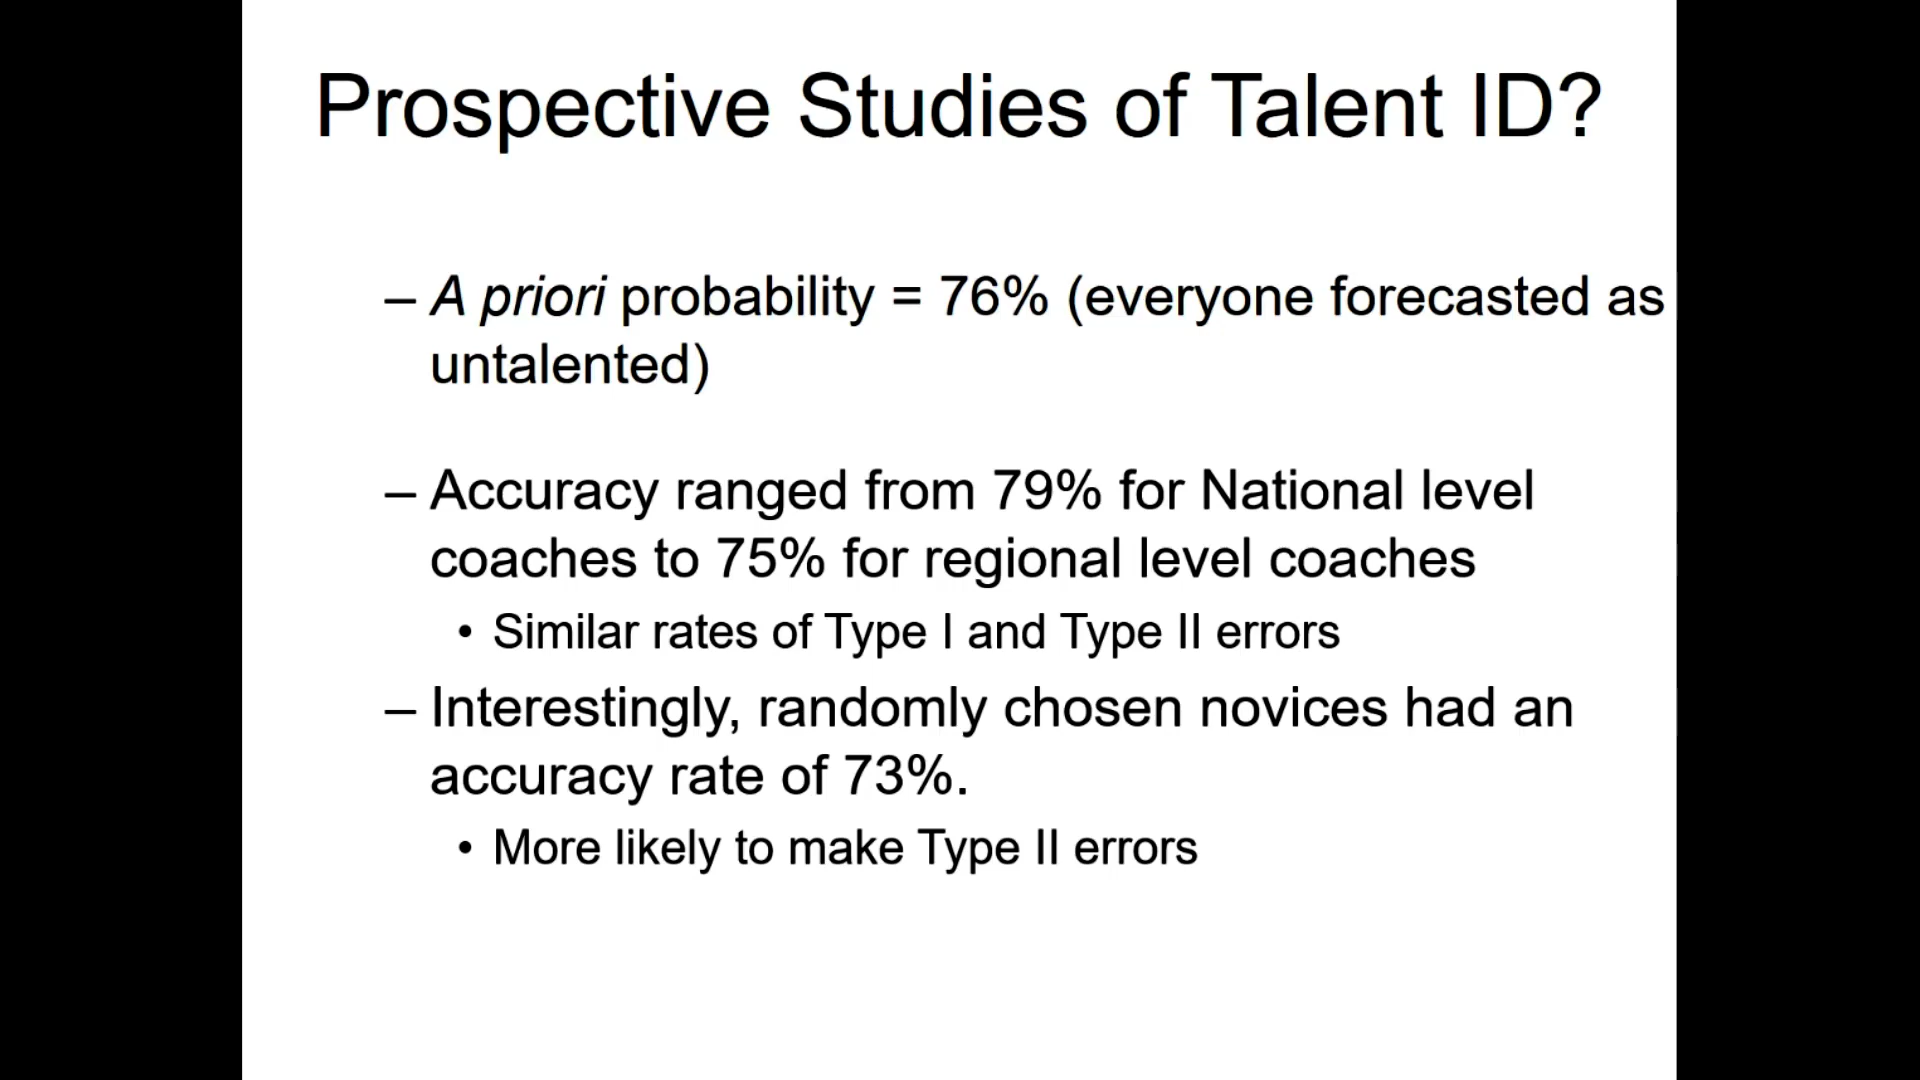 Prospective Studies of Talent ID?
– A priori probability = 76% (everyone forecasted as
untalented)
– Accuracy ranged from 79% for National level
coaches to 75% for regional level coaches
• Similar rates of Type I and Type II errors
– Interestingly, randomly chosen novices had an
accuracy rate of 73%.
• More likely to make Type II errors